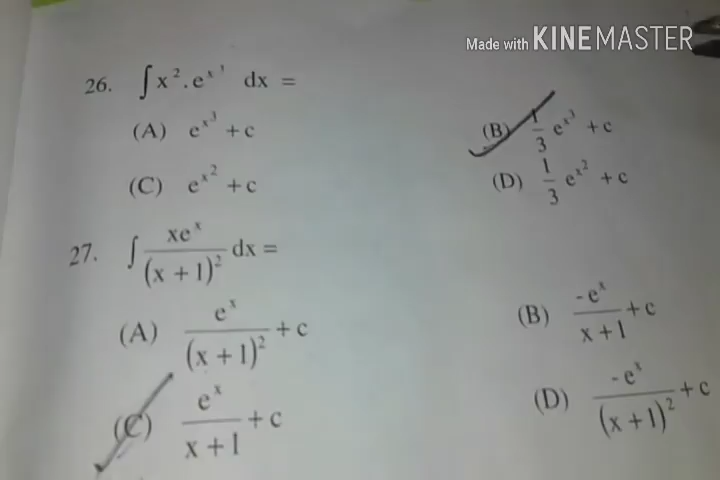 Made with KINEMASTER
26. ∫x².e^x³ dx =
(A) e^x³ + c (B) 1/3 e^x³ + c
(C) e^x² + c (D) 1/3 e^x² + c
27. ∫ xe^x/(x + 1)² dx =
(A) e^x/(x + 1)² + c (B) -e^x/x + 1 + c
(C) e^x/x + 1 + c (D) -e^x/(x + 1)² + c